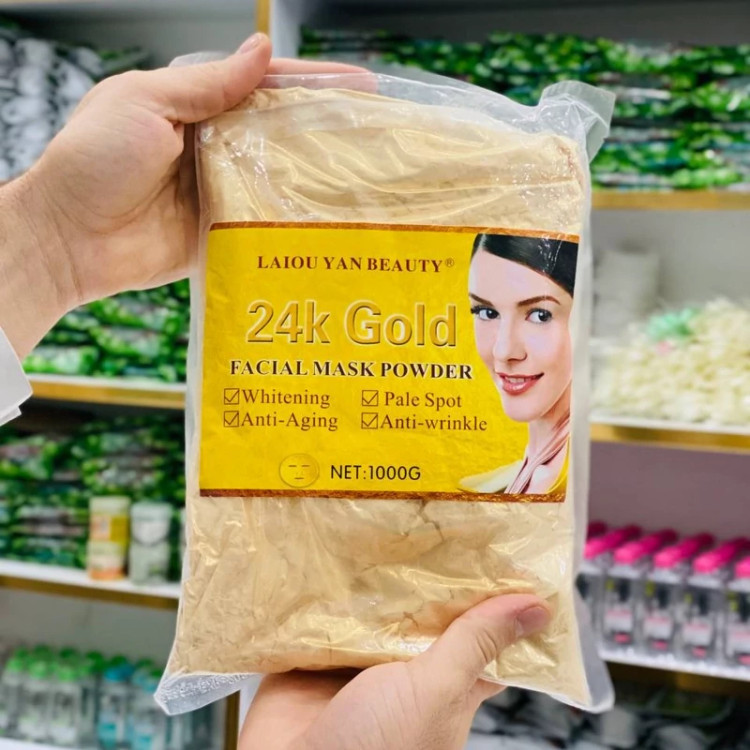 LAIOU YAN BEAUTY®
24k Gold
FACIAL MASK POWDER
☑Whitening ☑Pale Spot
☑Anti-Aging ☑Anti-wrinkle
NET:1000G